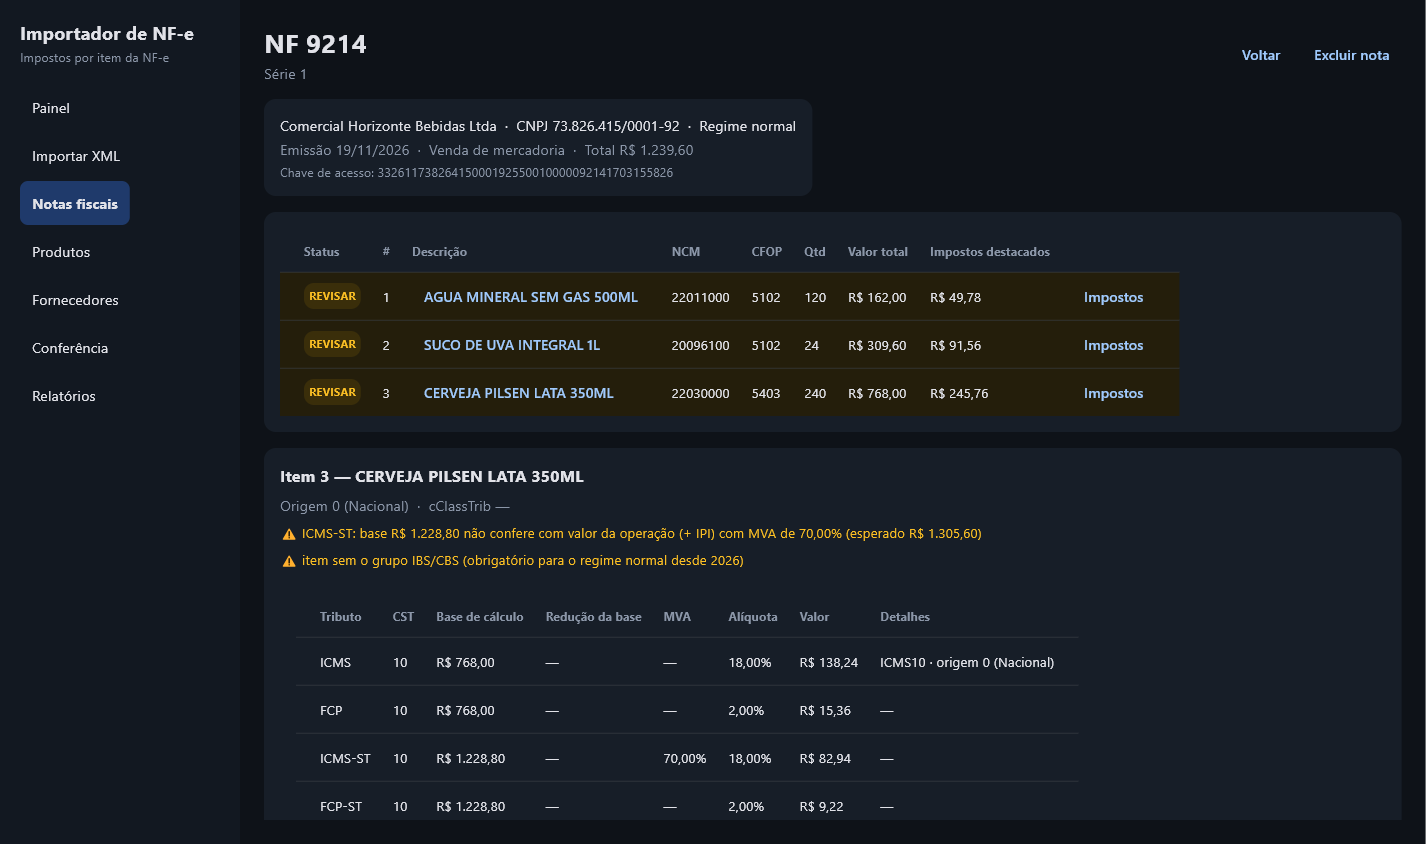 Importador de NF-e
Impostos por item da NF-e
Painel
Importar XML
Notas fiscais
Produtos
Fornecedores
Conferência
Relatórios
NF 9214
Série 1
Voltar Excluir nota
Comercial Horizonte Bebidas Ltda · CNPJ 73.826.415/0001-92 · Regime normal
Emissão 19/11/2026 · Venda de mercadoria · Total R$ 1.239,60
Chave de acesso: 33261173826415000192550010000092141703155826
Status # Descrição NCM CFOP Qtd Valor total Impostos destacados
REVISAR 1 AGUA MINERAL SEM GAS 500ML 22011000 5102 120 R$ 162,00 R$ 49,78 Impostos
REVISAR 2 SUCO DE UVA INTEGRAL 1L 20096100 5102 24 R$ 309,60 R$ 91,56 Impostos
REVISAR 3 CERVEJA PILSEN LATA 350ML 22030000 5403 240 R$ 768,00 R$ 245,76 Impostos
Item 3 — CERVEJA PILSEN LATA 350ML
Origem 0 (Nacional) · cClassTrib —
⚠ ICMS-ST: base R$ 1.228,80 não confere com valor da operação (+ IPI) com MVA de 70,00% (esperado R$ 1.305,60)
⚠ item sem o grupo IBS/CBS (obrigatório para o regime normal desde 2026)
Tributo CST Base de cálculo Redução da base MVA Alíquota Valor Detalhes
ICMS 10 R$ 768,00 — — 18,00% R$ 138,24 ICMS10 · origem 0 (Nacional)
FCP 10 R$ 768,00 — — 2,00% R$ 15,36 —
ICMS-ST 10 R$ 1.228,80 — 70,00% 18,00% R$ 82,94 —
FCP-ST 10 R$ 1.228,80 — — 2,00% R$ 9,22 —